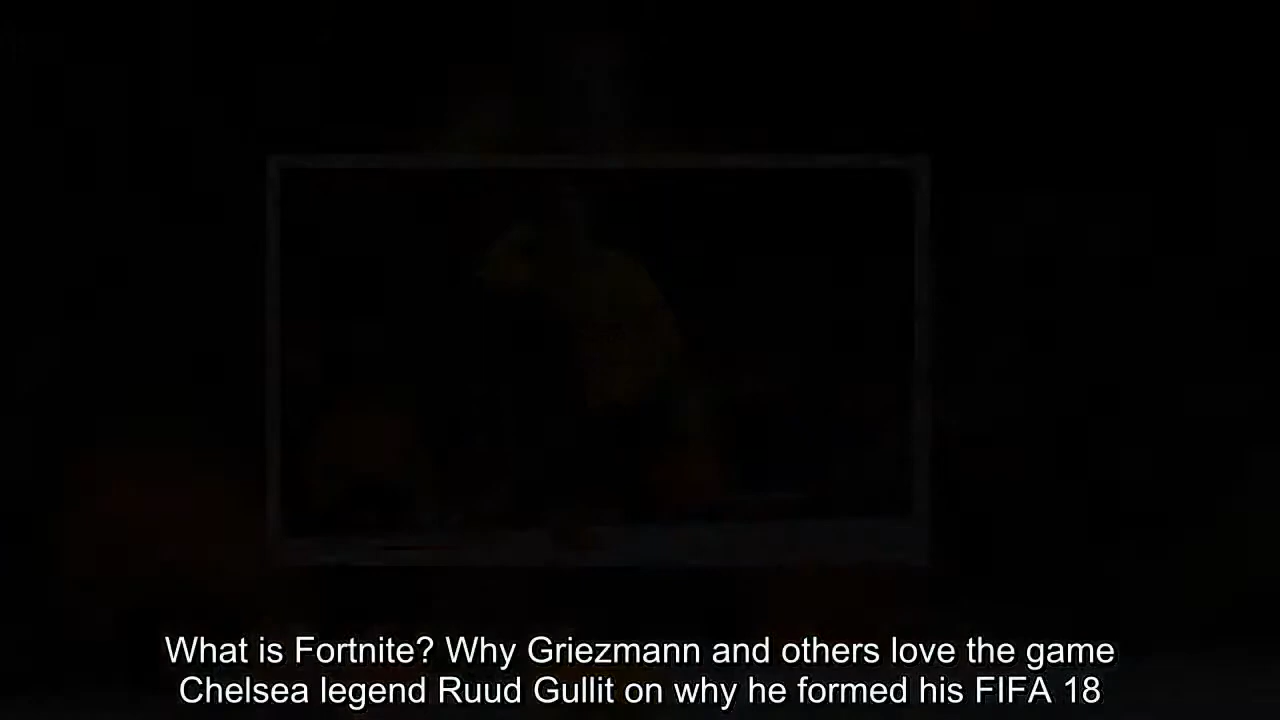 What is Fortnite? Why Griezmann and others love the game
Chelsea legend Ruud Gullit on why he formed his FIFA 18